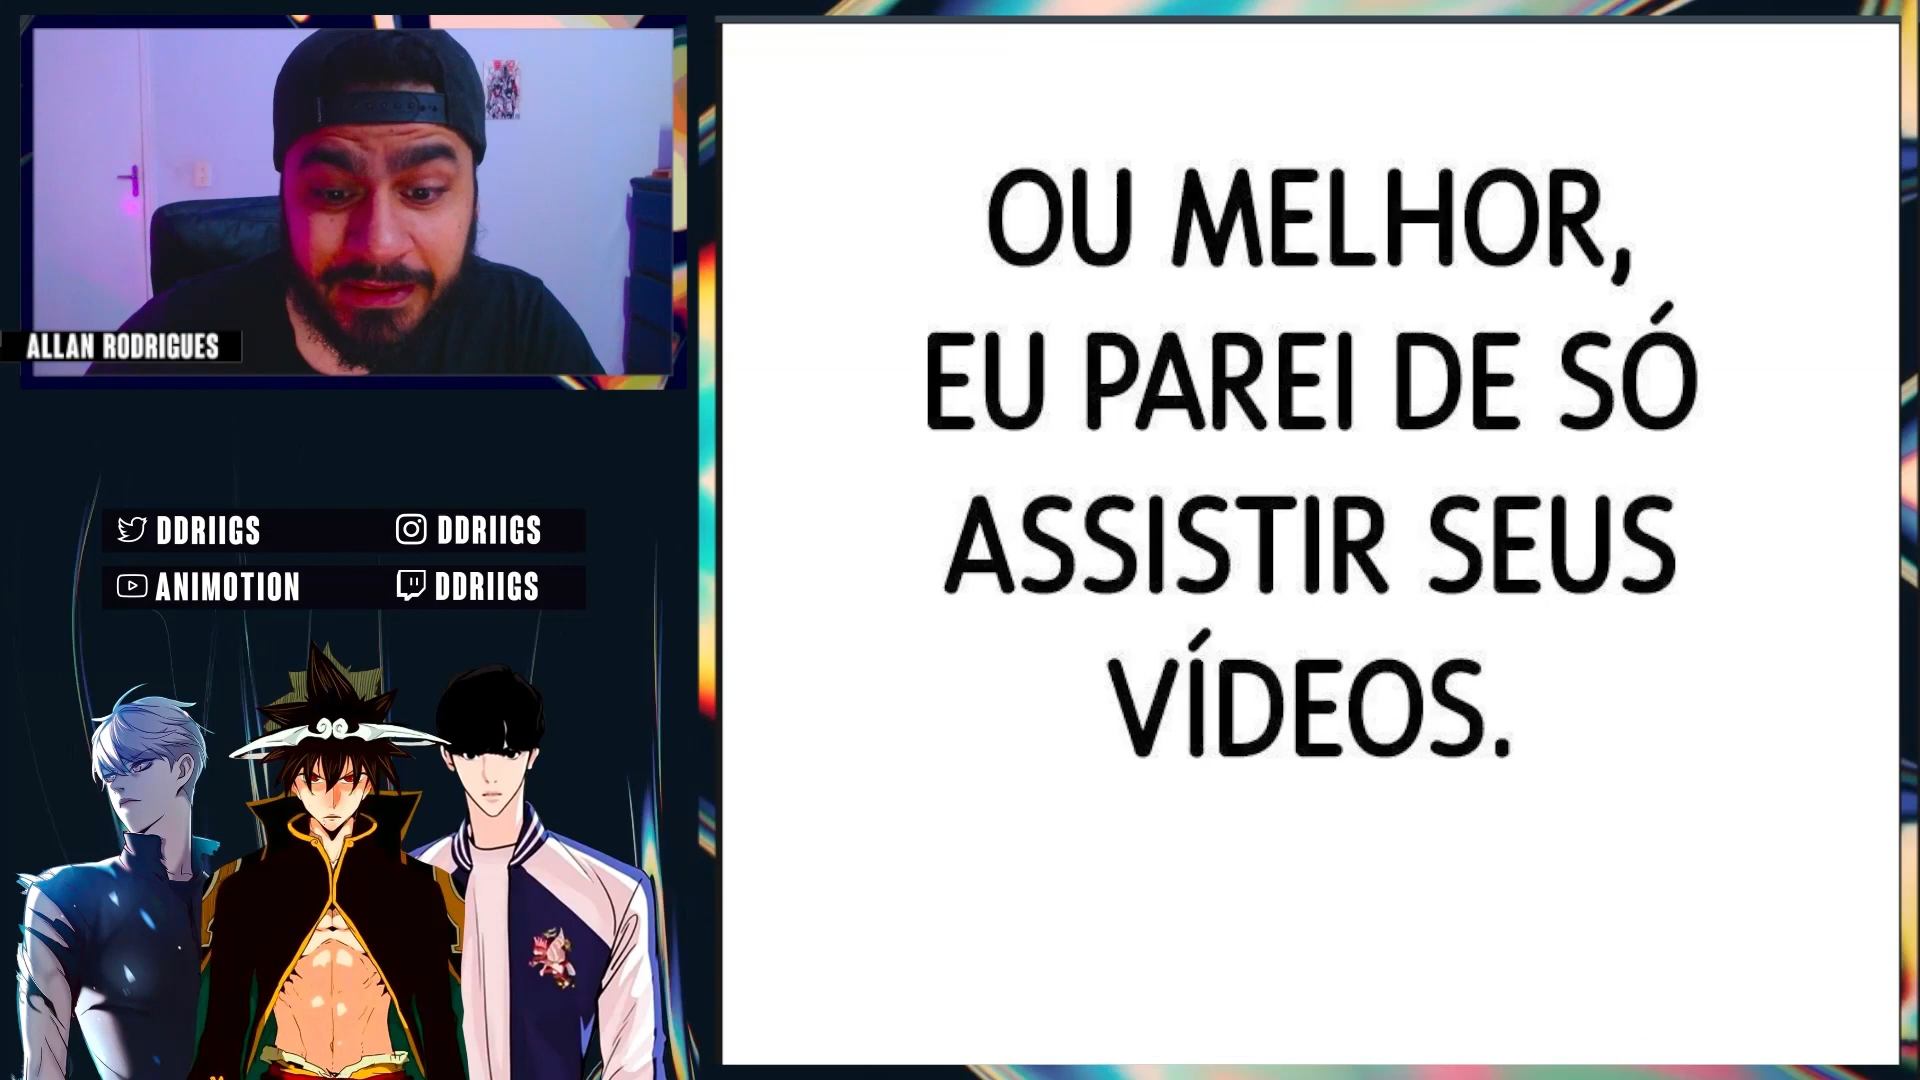 ALLAN RODRIGUES
DDRIIGS
DDRIIGS
ANIMOTION
DDRIIGS
OU MELHOR,
EU PAREI DE SÓ
ASSISTIR SEUS
VÍDEOS.